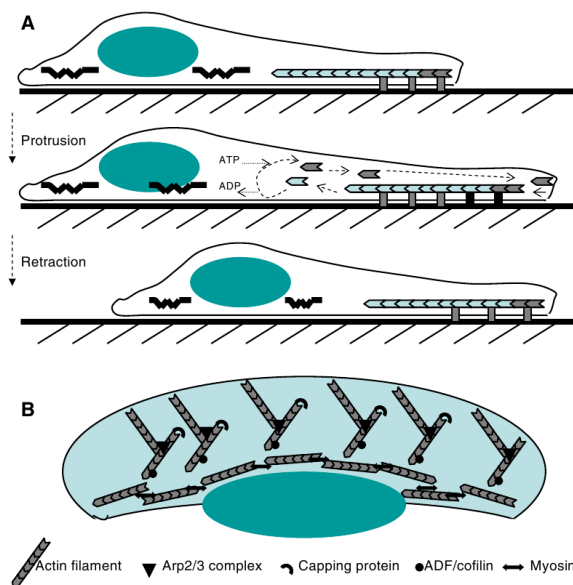 A
Protrusion
ATP
ADP
Retraction
B
Actin filament Arp2/3 complex Capping protein ADF/cofilin Myosin